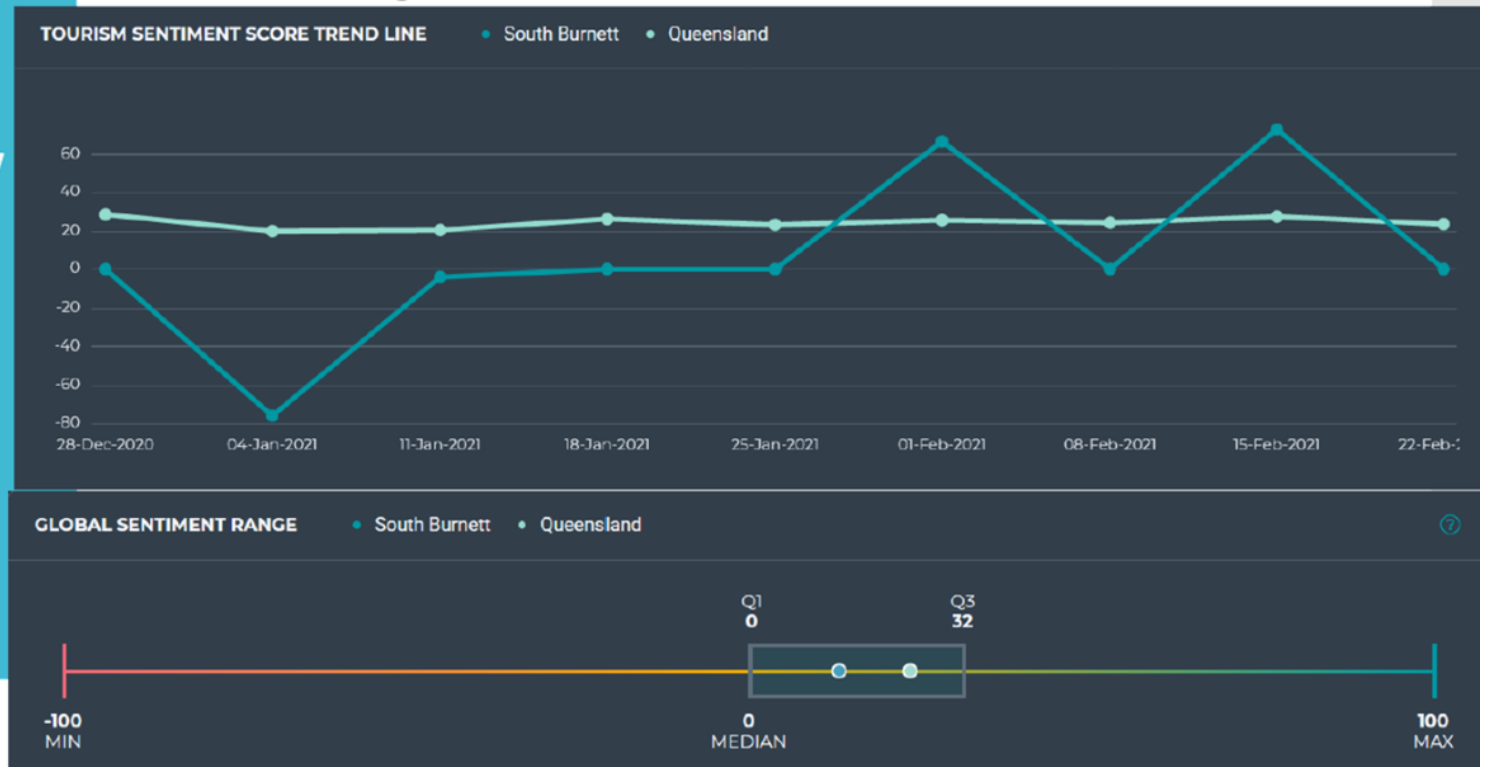 TOURISM SENTIMENT SCORE TREND LINE South Burnett Queensland
60
40
20
0
-20
-40
-60
-80
28-Dec-2020 04-Jan-2021 11-Jan-2021 18-Jan-2021 25-Jan-2021 01-Feb-2021 08-Feb-2021 15-Feb-2021 22-Feb-
GLOBAL SENTIMENT RANGE South Burnett Queensland ?
Q1 Q3
0 32
-100 0 100
MIN MEDIAN MAX